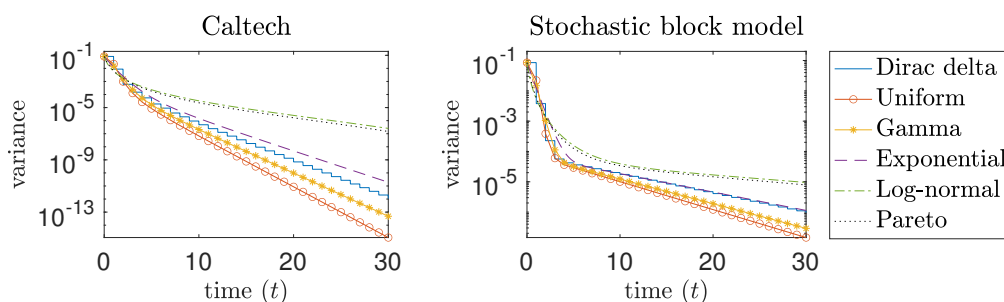 Caltech
variance
10^-1
10^-5
10^-9
10^-13
0
10
20
30
time (t)
Stochastic block model
variance
10^-1
10^-3
10^-5
0
10
20
30
time (t)
Dirac delta
Uniform
Gamma
Exponential
Log-normal
Pareto